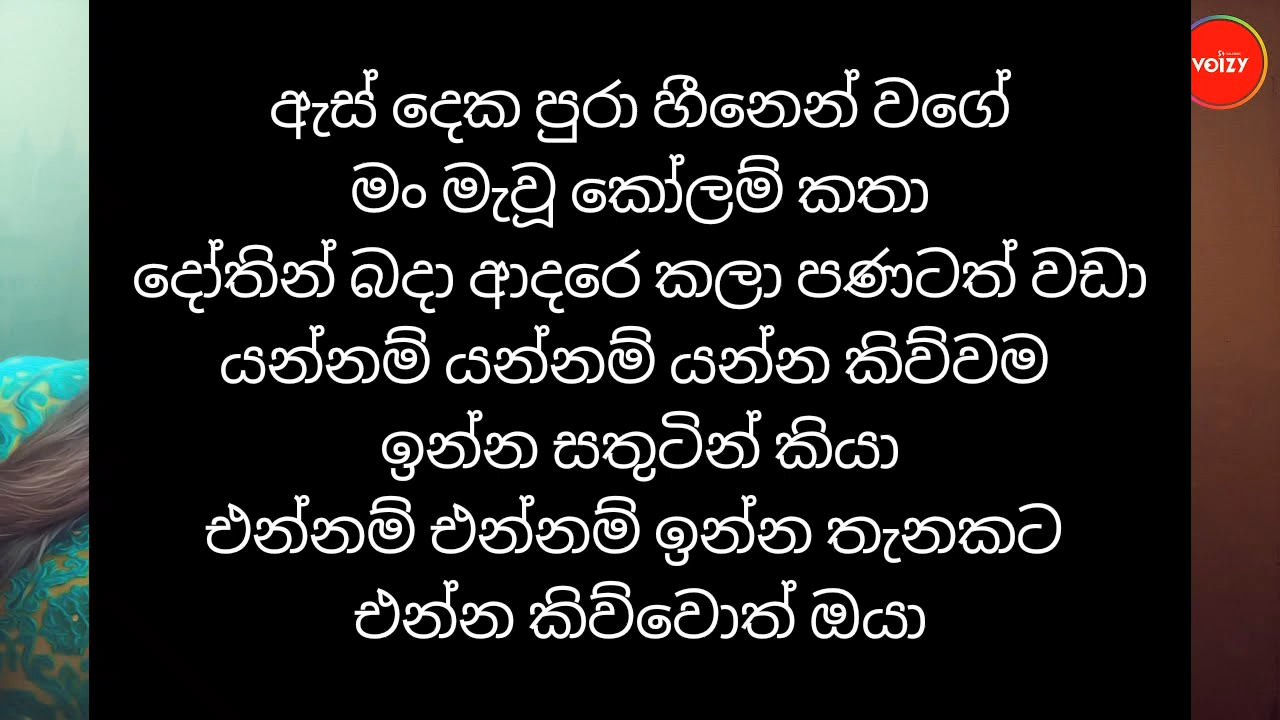 ඇස් දෙක පුරා හීනෙන් වගේ
මං මැවූ කෝලම් කතා
දෝතින් බදා ආදරෙ කලා පණටත් වඩා
යන්නම් යන්නම් යන්න කිව්වම
ඉන්න සතුටින් කියා
එන්නම් එන්නම් ඉන්න තැනකට
එන්න කිව්වොත් ඔයා
VOIZY